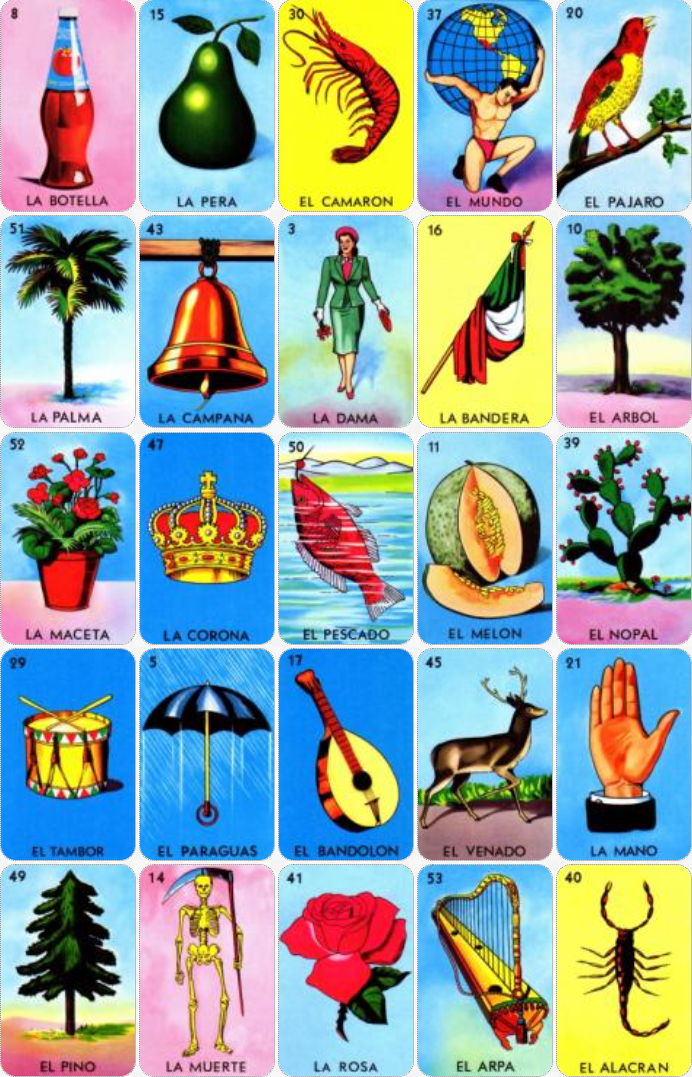 8
LA BOTELLA
15
LA PERA
30
EL CAMARON
37
EL MUNDO
20
EL PAJARO
51
LA PALMA
43
LA CAMPANA
3
LA DAMA
16
LA BANDERA
10
EL ARBOL
52
LA MACETA
47
LA CORONA
50
EL PESCADO
11
EL MELON
39
EL NOPAL
29
EL TAMBOR
5
EL PARAGUAS
17
EL BANDOLON
45
EL VENADO
21
LA MANO
49
EL PINO
14
LA MUERTE
41
LA ROSA
53
EL ARPA
40
EL ALACRAN